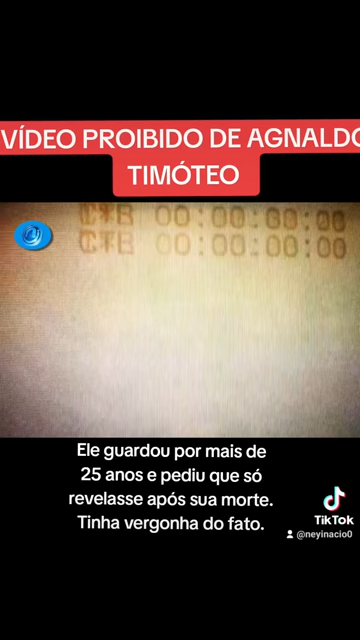 VÍDEO PROIBIDO DE AGNALDO
TIMÓTEO
CTB 00:00:00:00
CTB 00:00:00:00
Ele guardou por mais de
25 anos e pediu que só
revelasse após sua morte.
Tinha vergonha do fato.
TikTok
@neyinacio0